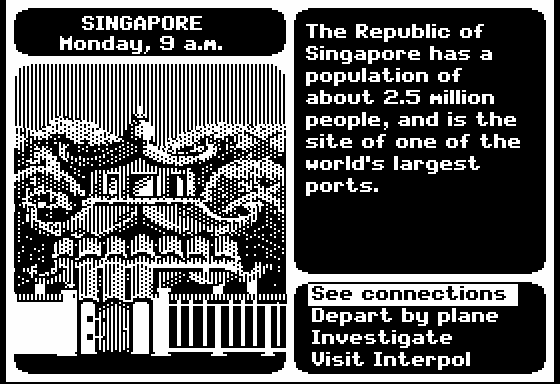 SINGAPORE
Monday, 9 a.m.
The Republic of
Singapore has a
population of
about 2.5 million
people, and is the
site of one of the
world's largest
ports.
See connections
Depart by plane
Investigate
Visit Interpol